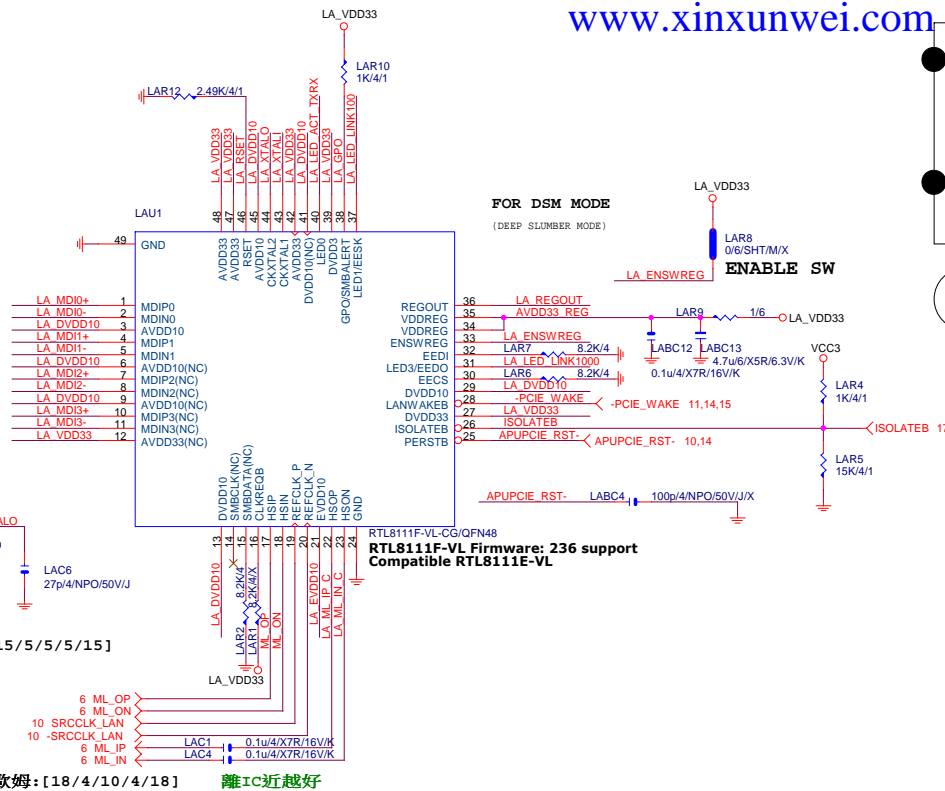 www.xinxunwei.com
LA_VDD33
LAR10
1K/4/1
LAR12 2.49K/4/1
LA_VDD33
LA_VDD33
LA_RSET
LA_DVDD10
LA_XTALO
LA_XTALI
LA_VDD33
LA_DVDD10
LA_LED_ACT_TXRX
LA_VDD33
LA_GPO
LA_LED_LINK100
48 47 46 45 44 43 42 41 40 39 38 37
LAU1
49 GND
AVDD33
AVDD33
RSET
AVDD10
CKXTAL2
CKXTAL1
AVDD33
DVDD10(NC)
LED0
DVDD3
GPO/SMBALERT
LED1/EESK
FOR DSM MODE
(DEEP SLUMBER MODE)
LA_VDD33
LAR8
0/6/SHT/M/X
ENABLE SW
LA_ENSWREG
LA_MDI0+ 1 MDIP0
LA_MDI0- 2 MDIN0
LA_DVDD10 3 AVDD10
LA_MDI1+ 4 MDIP1
LA_MDI1- 5 MDIN1
LA_DVDD10 6 AVDD10(NC)
LA_MDI2+ 7 MDIP2(NC)
LA_MDI2- 8 MDIN2(NC)
LA_DVDD10 9 AVDD10(NC)
LA_MDI3+ 10 MDIP3(NC)
LA_MDI3- 11 MDIN3(NC)
LA_VDD33 12 AVDD33(NC)
REGOUT 36 LA_REGOUT
VDDREG 35 AVDD33_REG
VDDREG 34
ENSWREG 33 LA_ENSWREG
EEDI 32 LAR7 8.2K/4
LED3/EEDO 31 LA_LED_LINK1000
EECS 30 LAR6 8.2K/4
DVDD10 29 LA_DVDD10
LANWAKEB 28 -PCIE_WAKE -PCIE_WAKE 11,14,15
DVDD33 27 LA_VDD33
ISOLATEB 26 ISOLATEB
PERSTB 25 APUPCIE_RST- APUPCIE_RST- 10,14
LAR9 1/6 LA_VDD33
LABC12 LABC13
4.7u/6/X5R/6.3V/K
0.1u/4/X7R/16V/K
VCC3
LAR4
1K/4/1
ISOLATEB 17
LAR5
15K/4/1
APUPCIE_RST- LABC4 100p/4/NPO/50V/J/X
DVDD10
SMBCLK(NC)
SMBDATA(NC)
CLKREQB
HSIP
HSIN
REFCLK_P
REFCLK_N
EVDD10
HSOP
HSON
GND
13 14 15 16 17 18 19 20 21 22 23 24
RTL8111F-VL-CG/QFN48
RTL8111F-VL Firmware: 236 support
Compatible RTL8111E-VL
ALO
LAC6
27p/4/NPO/50V/J
LA_DVDD10
LAR2 8.2K/4
LAR1 8.2K/4/X
ML_OP
ML_ON
LA_EVDD10
LA_ML_IP_C
LA_ML_IN_C
15/5/5/5/15]
LA_VDD33
6 ML_OP
6 ML_ON
10 SRCCLK_LAN
10 -SRCCLK_LAN
6 ML_IP LAC1 0.1u/4/X7R/16V/K
6 ML_IN LAC4 0.1u/4/X7R/16V/K
歐姆:[18/4/10/4/18] 離IC近越好